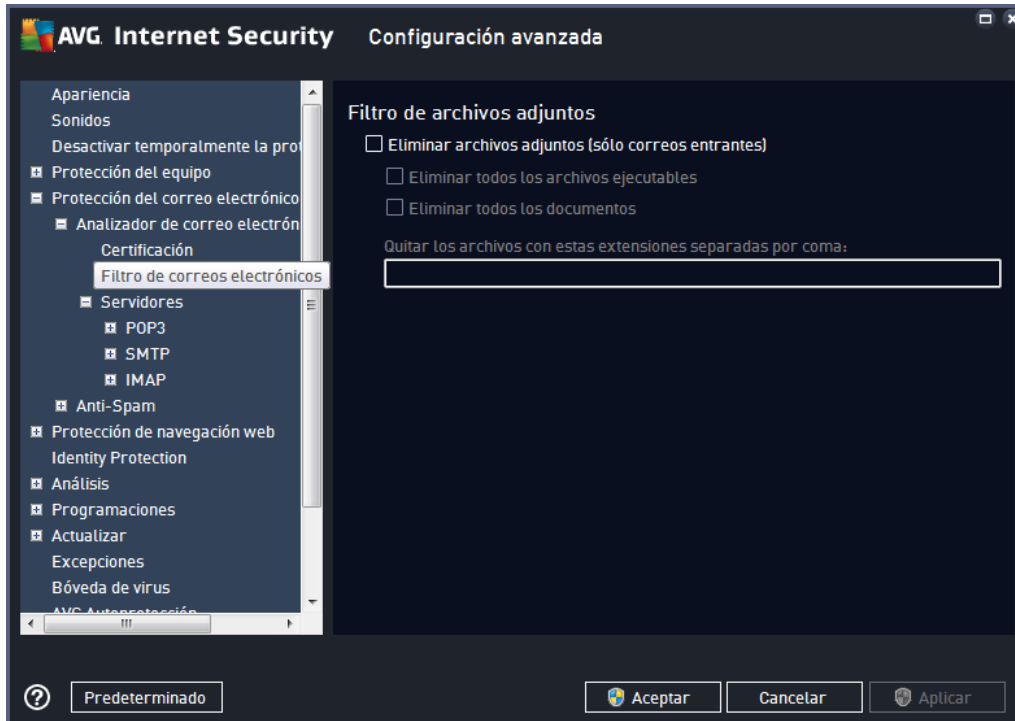 AVG. Internet Security
Configuración avanzada
Apariencia
Sonidos
Desactivar temporalmente la pro
Protección del equipo
Protección del correo electrónico
Analizador de correo electrón
Certificación
Filtro de correos electrónicos
Servidores
POP3
SMTP
IMAP
Anti-Spam
Protección de navegación web
Identity Protection
Análisis
Programaciones
Actualizar
Excepciones
Bóveda de virus
AVG Autoprotección
Filtro de archivos adjuntos
Eliminar archivos adjuntos (sólo correos entrantes)
Eliminar todos los archivos ejecutables
Eliminar todos los documentos
Quitar los archivos con estas extensiones separadas por coma:
Predeterminado
Aceptar
Cancelar
Aplicar